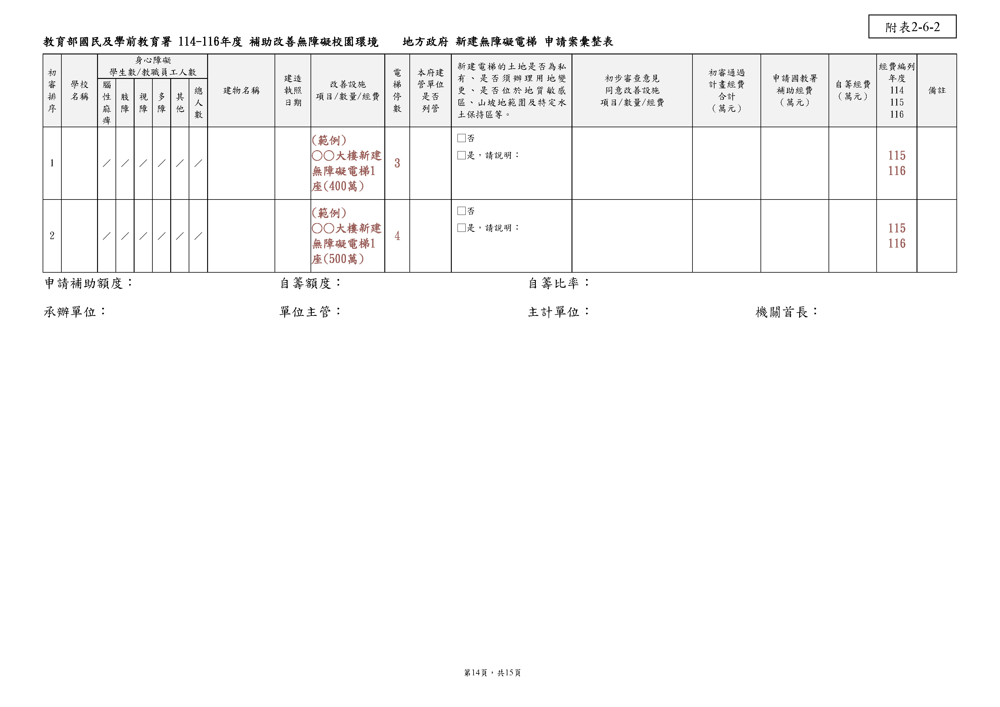 附表2-6-2
教育部國民及學前教育署 114-116年度 補助改善無障礙校園環境 地方政府 新建無障礙電梯 申請案彙整表
初審排序
學校
名稱
身心障礙
學生數/教職員工人數
腦性麻痺
肢障
視障
多障
其他
總人數
建物名稱
建造
執照
日期
改善設施
項目/數量/經費
電梯停數
本府建
管單位
是否
列管
新建電梯的土地是否為私
有、是否須辦理用地變
更、是否位於地質敏感
區、山坡地範圍及特定水
土保持區等。
初步審查意見
同意改善設施
項目/數量/經費
初審通過
計畫經費
合計
（萬元）
申請國教署
補助經費
（萬元）
自籌經費
（萬元）
經費編列
年度
114
115
116
備註
1
／ ／ ／ ／ ／ ／
(範例)
○○大樓新建
無障礙電梯1
座(400萬)
3
□否
□是，請說明：
115
116
2
／ ／ ／ ／ ／ ／
(範例)
○○大樓新建
無障礙電梯1
座(500萬)
4
□否
□是，請說明：
115
116
申請補助額度： 自籌額度： 自籌比率：
承辦單位： 單位主管： 主計單位： 機關首長：
第14頁，共15頁